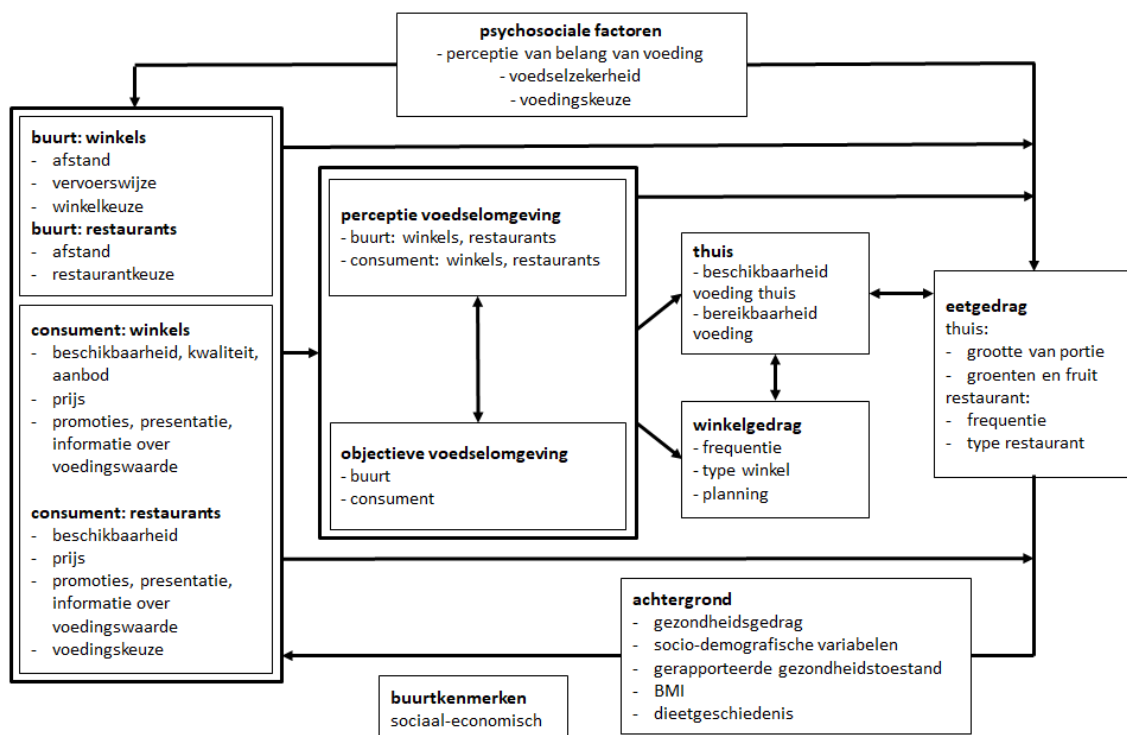 psychosociale factoren
- perceptie van belang van voeding
- voedselzekerheid
- voedingskeuze
buurt: winkels
- afstand
- vervoerswijze
- winkelkeuze
buurt: restaurants
- afstand
- restaurantkeuze
consument: winkels
- beschikbaarheid, kwaliteit,
aanbod
- prijs
- promoties, presentatie,
informatie over
voedingswaarde
consument: restaurants
- beschikbaarheid
- prijs
- promoties, presentatie,
informatie over
voedingswaarde
- voedingskeuze
perceptie voedselomgeving
- buurt: winkels, restaurants
- consument: winkels, restaurants
objectieve voedselomgeving
- buurt
- consument
thuis
- beschikbaarheid
voeding thuis
- bereikbaarheid
voeding
winkelgedrag
- frequentie
- type winkel
- planning
eetgedrag
thuis:
- grootte van portie
- groenten en fruit
restaurant:
- frequentie
- type restaurant
achtergrond
- gezondheidsgedrag
- socio-demografische variabelen
- gerapporteerde gezondheidstoestand
- BMI
- dieetgeschiedenis
buurtkenmerken
sociaal-economisch